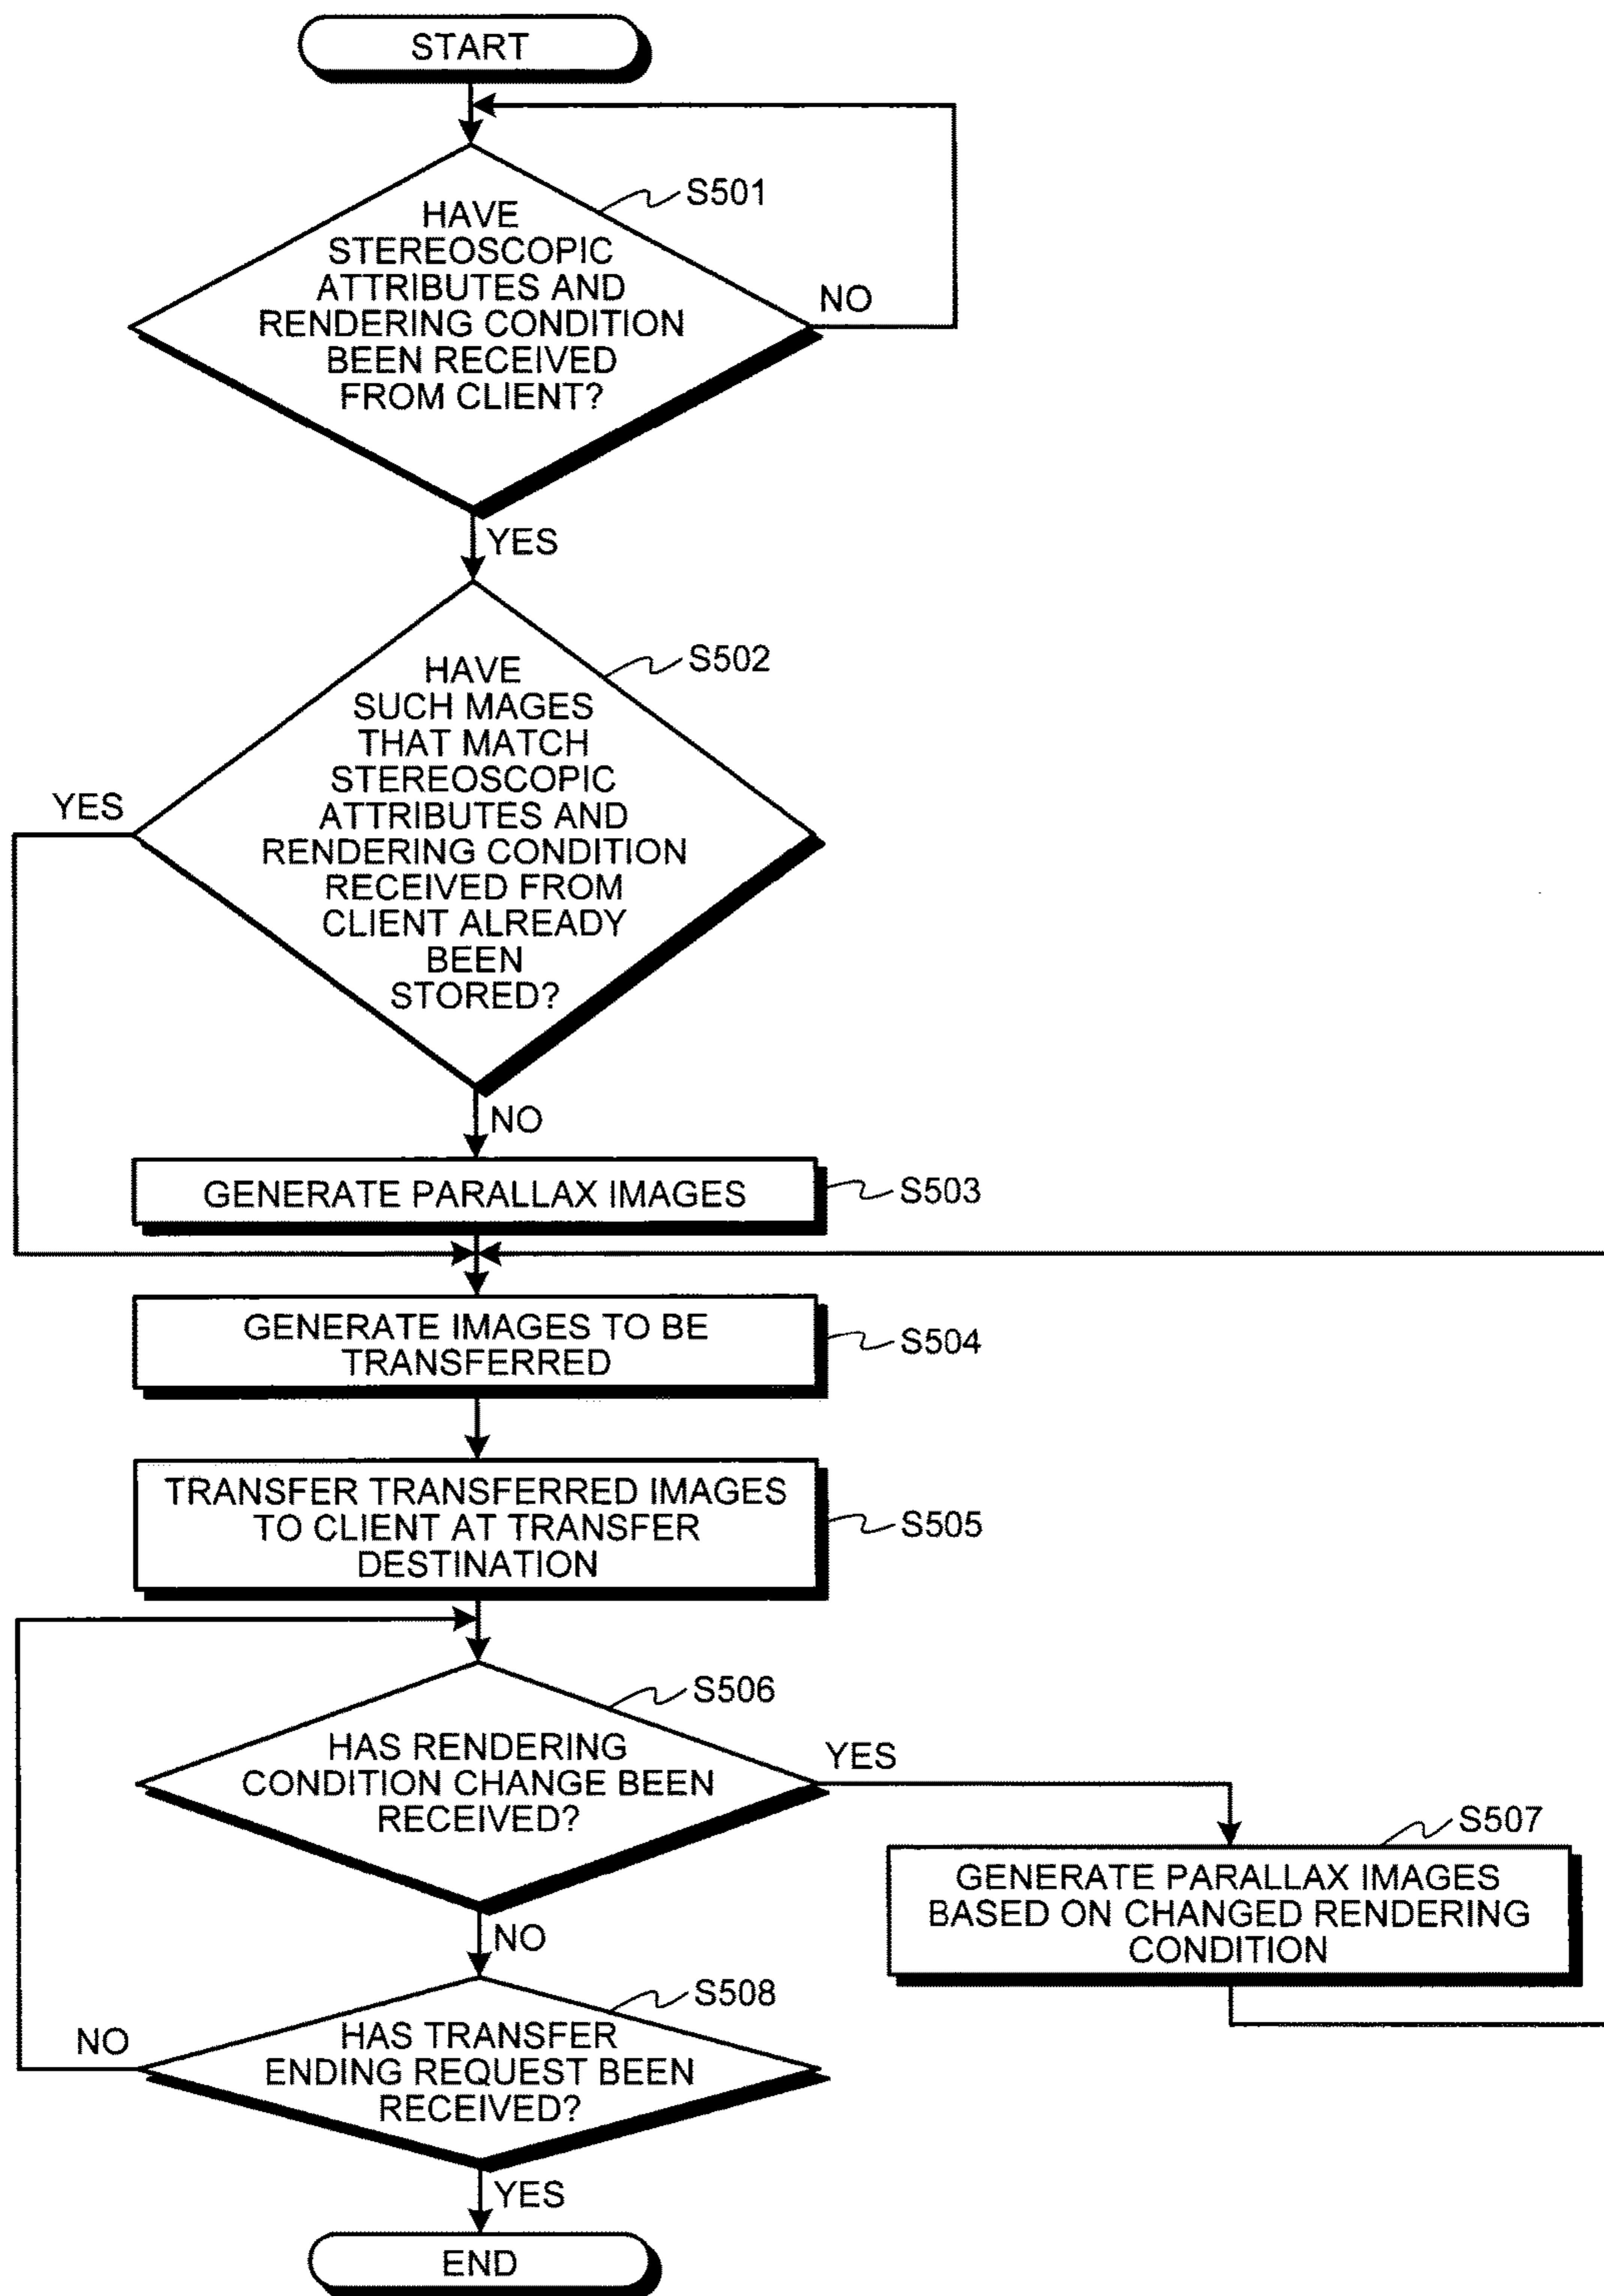 START
S501
HAVE
STEREOSCOPIC
ATTRIBUTES AND
RENDERING CONDITION
BEEN RECEIVED
FROM CLIENT?
NO
YES
S502
HAVE
SUCH MAGES
THAT MATCH
STEREOSCOPIC
ATTRIBUTES AND
RENDERING CONDITION
RECEIVED FROM
CLIENT ALREADY
BEEN
STORED?
YES
NO
GENERATE PARALLAX IMAGES
S503
GENERATE IMAGES TO BE
TRANSFERRED
S504
TRANSFER TRANSFERRED IMAGES
TO CLIENT AT TRANSFER
DESTINATION
S505
S506
HAS RENDERING
CONDITION CHANGE BEEN
RECEIVED?
YES
S507
GENERATE PARALLAX IMAGES
BASED ON CHANGED RENDERING
CONDITION
NO
S508
HAS TRANSFER
ENDING REQUEST BEEN
RECEIVED?
NO
YES
END